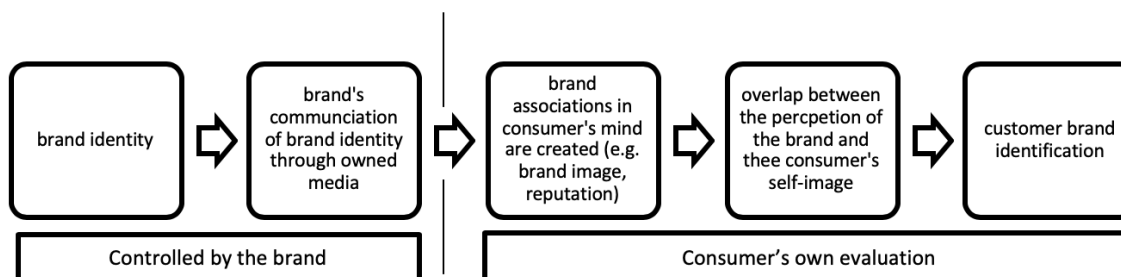 brand identity
brand's
communciation
of brand identity
through owned
media
brand
associations in
consumer's mind
are created (e.g.
brand image,
reputation)
overlap between
the percpetion of
the brand and
thee consumer's
self-image
customer brand
identification
Controlled by the brand
Consumer’s own evaluation